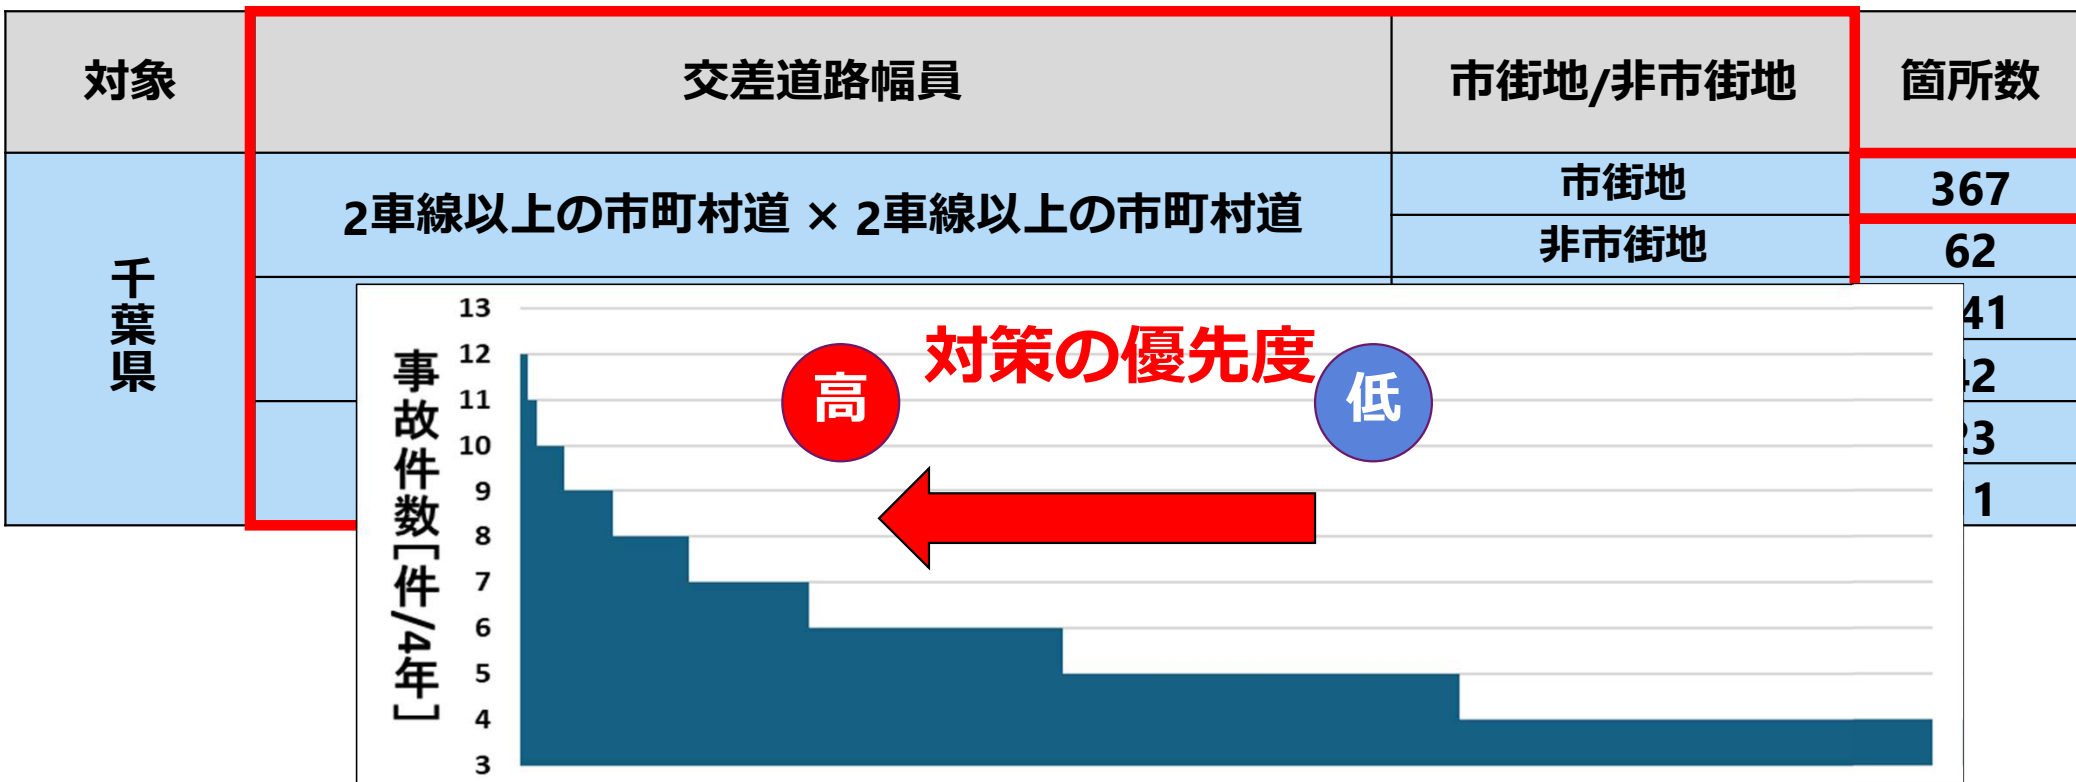 対象
交差道路幅員
市街地/非市街地
箇所数
千葉県
2車線以上の市町村道 × 2車線以上の市町村道
市街地
367
非市街地
62
41
23
1
対策の優先度
高
低
事故件数[件/4年]
13
12
11
10
9
8
7
6
5
4
3